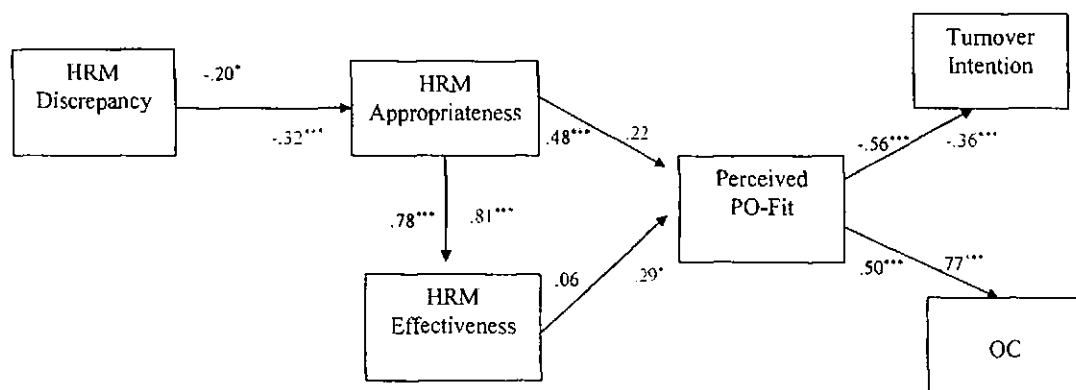 Turnover
Intention
HRM
Discrepancy
-.20*
-.32***
HRM
Appropriateness
.48***
.22
-.56***
-.36***
Perceived
PO-Fit
.78***
.81***
.06
.29*
.50***
.77***
HRM
Effectiveness
OC